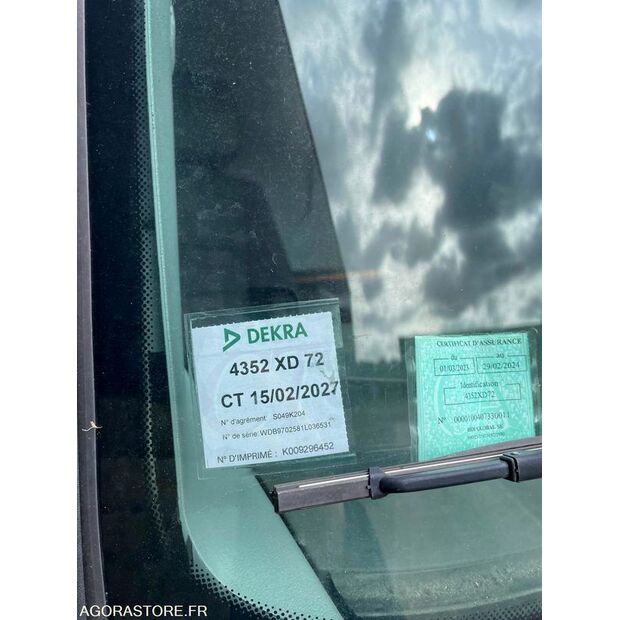 DEKRA
4352 XD 72
CT 15/02/2027
N° d'agrément S049K204
N° de série: WDB9702581L036531
N° D'IMPRIMÉ : K009296452
CERTIFICAT D'ASSURANCE
du au
01/03/2023 29/02/2024
Identification
4352XD72
N° 0000100407330011
AGORASTORE.FR